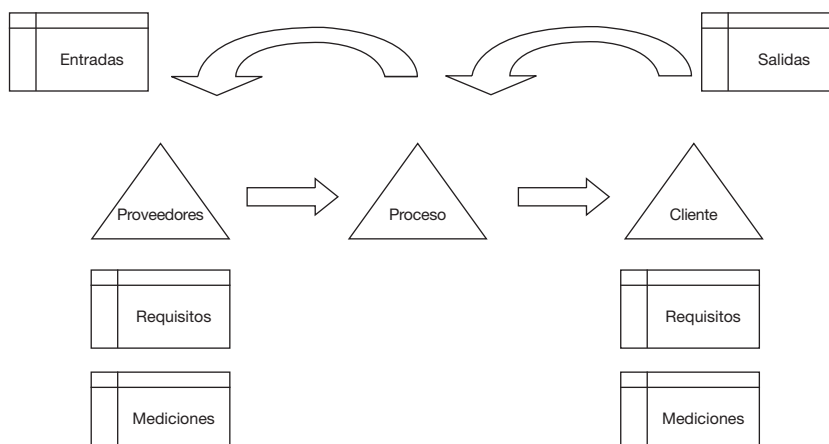 Entradas
Salidas
Proveedores
Proceso
Cliente
Requisitos
Requisitos
Mediciones
Mediciones